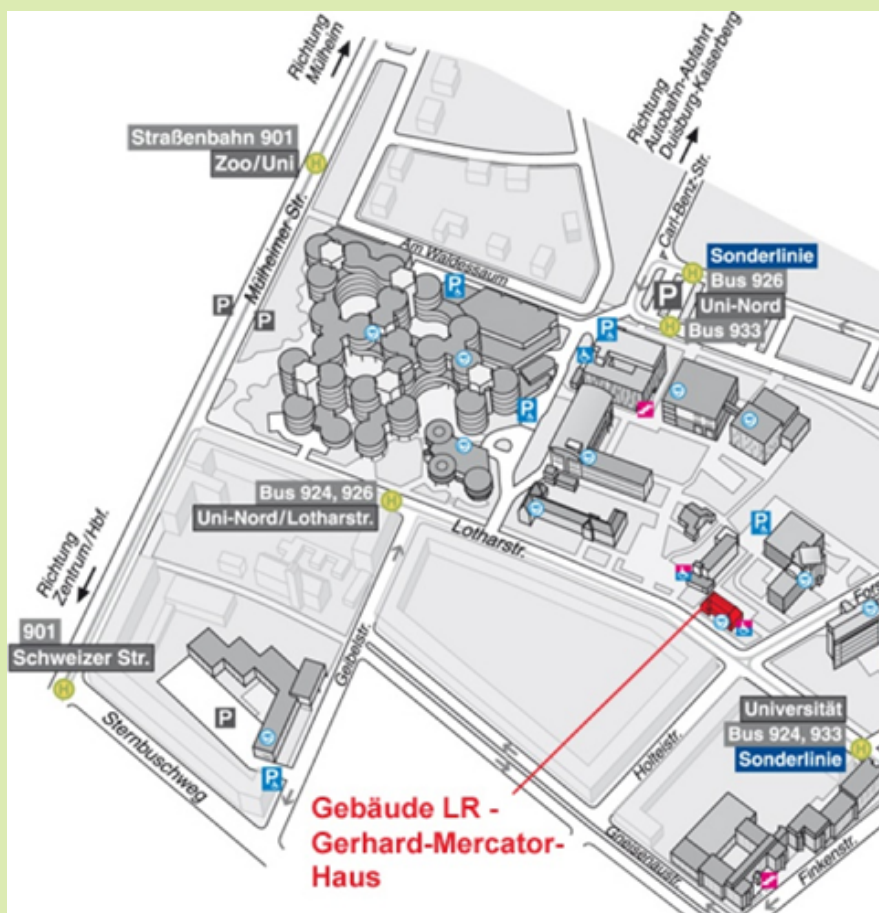 Richtung
Mülheim
Richtung
Autobahn-Abfahrt
Duisburg-Kaiserberg
Straßenbahn 901
Zoo/Uni
H
Mülheimer Str.
Carl-Benz-Str.
Am Waldessaum
Sonderlinie
H
Bus 926
P
Uni-Nord
H
Bus 933
P
P
P
P
P
Bus 924, 926
Uni-Nord/Lotharstr.
H
Lotharstr.
P
Richtung
Zentrum/Hbf.
901
Schweizer Str.
H
Geibelstr.
P
P
Sternbuschweg
Universität
Bus 924, 933
Sonderlinie
H
Holteistr.
Gneisenaustr.
Finkenstr.
Gebäude LR -
Gerhard-Mercator-
Haus